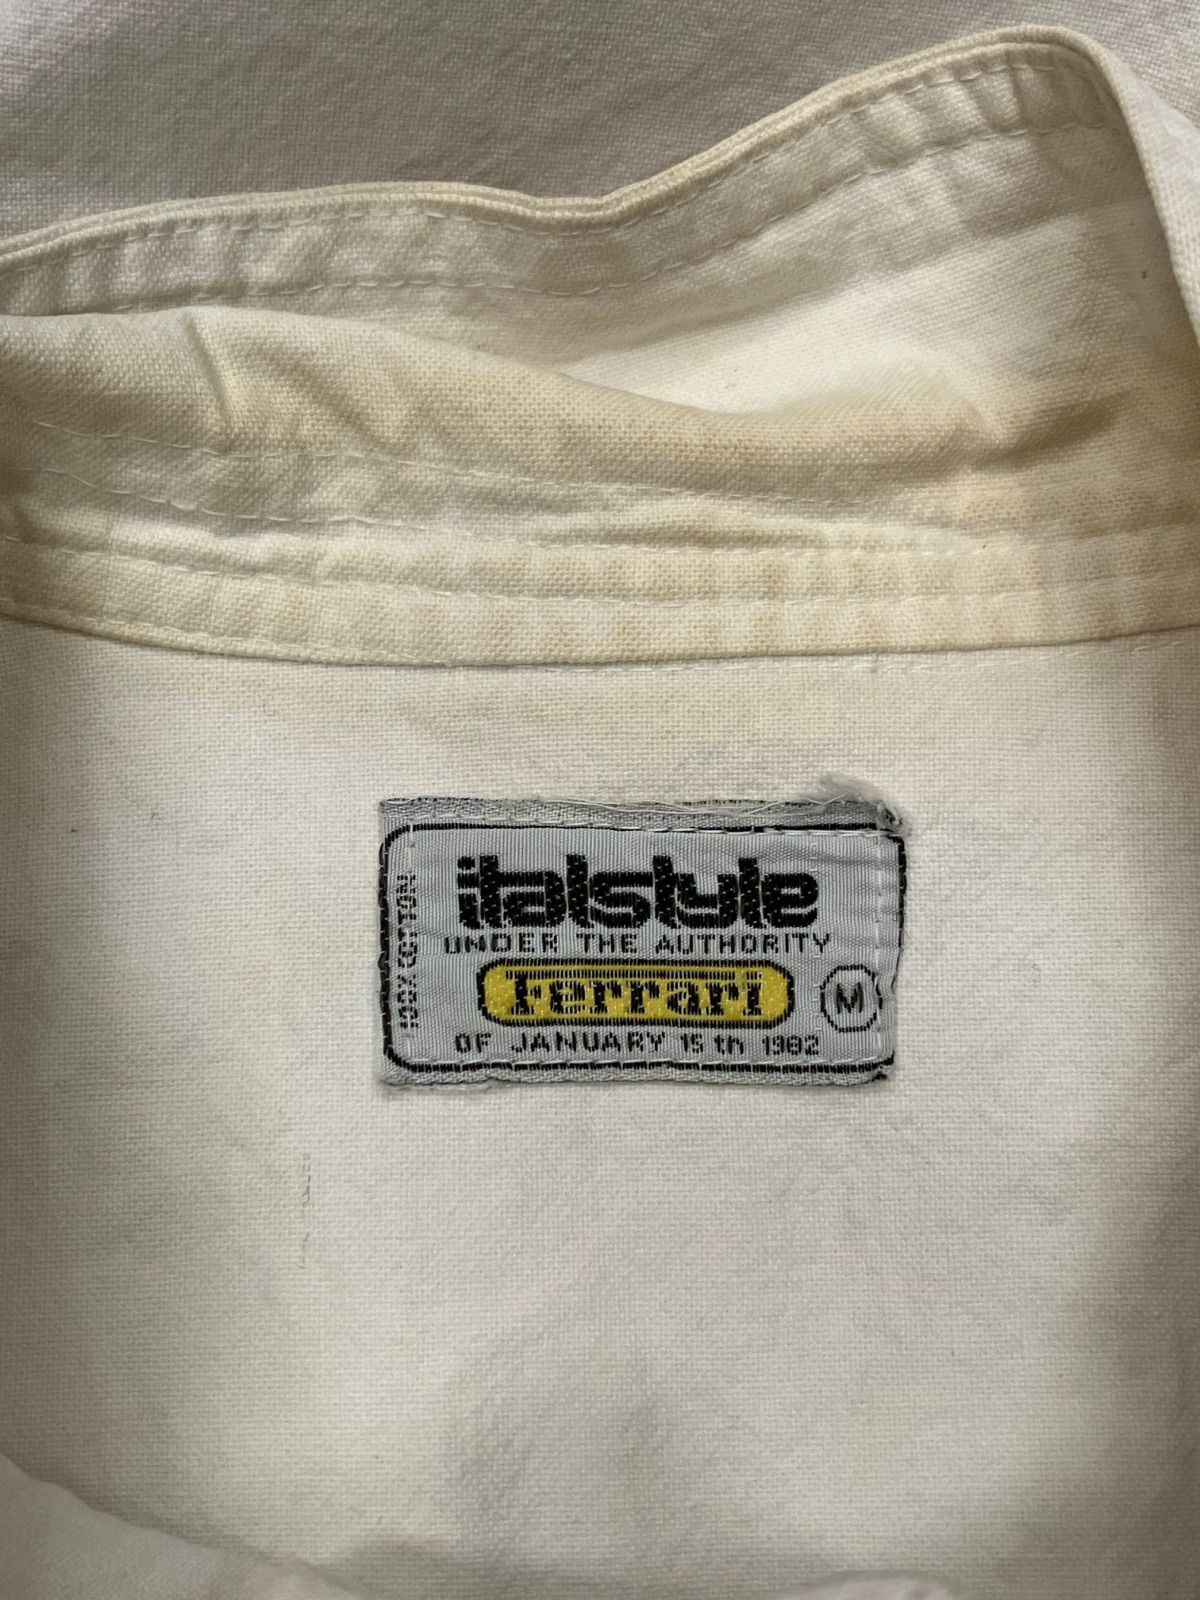 italstyle
UNDER THE AUTHORITY
Ferrari
M
OF JANUARY 15 th 1982
100% COTTON